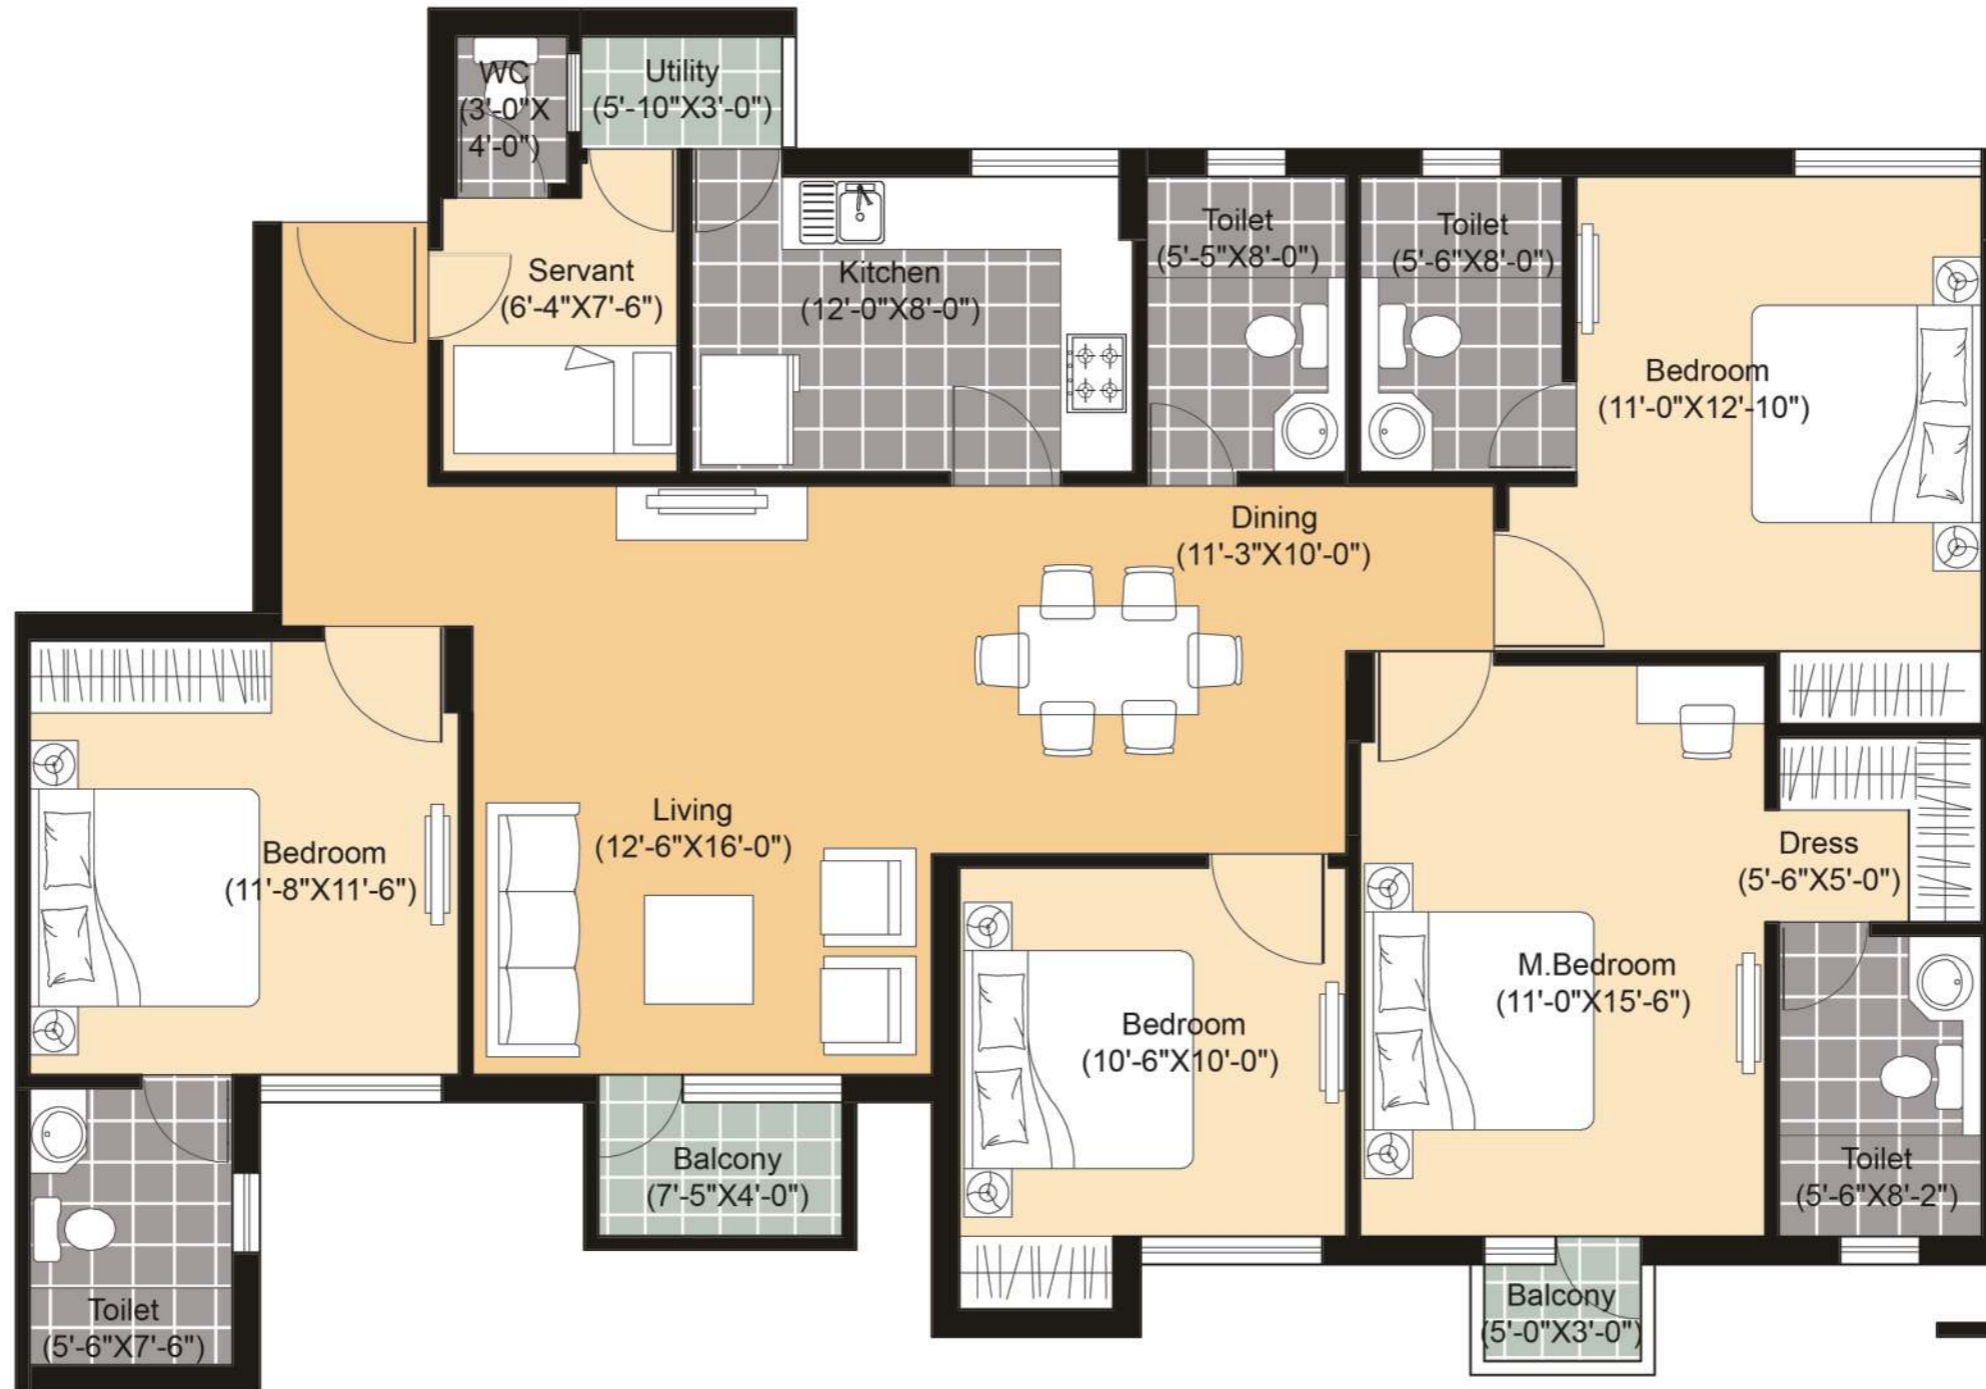 WC
(3'-0"X
4'-0")
Utility
(5'-10"X3'-0")
Servant
(6'-4"X7'-6")
Kitchen
(12'-0"X8'-0")
Toilet
(5'-5"X8'-0")
Toilet
(5'-6"X8'-0")
Bedroom
(11'-0"X12'-10")
Dining
(11'-3"X10'-0")
Living
(12'-6"X16'-0")
Bedroom
(11'-8"X11'-6")
Dress
(5'-6"X5'-0")
M.Bedroom
(11'-0"X15'-6")
Bedroom
(10'-6"X10'-0")
Balcony
(7'-5"X4'-0")
Toilet
(5'-6"X8'-2")
Toilet
(5'-6"X7'-6")
Balcony
(5'-0"X3'-0")